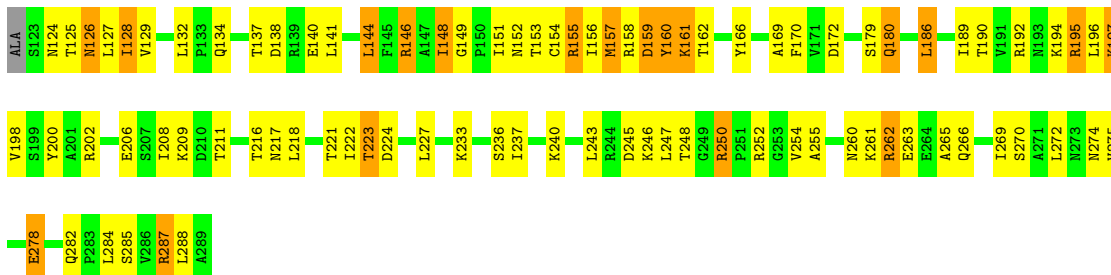 ALA S123 N124 T125 N126 L127 I128 V129 L132 P133 Q134 T137 D138 R139 E140 L141 L144 F145 R146 A147 I148 G149 P150 I151 N152 T153 C154 R155 I156 M157 R158 D159 Y160 K161 T162 Y166 A169 F170 V171 D172 S179 Q180 L186 I189 T190 V191 R192 N193 K194 R195 L196
V198 S199 Y200 A201 R202 E206 S207 I208 K209 D210 T211 T216 N217 L218 T221 I222 T223 D224 L227 K233 S236 I237 K240 L243 R244 D245 K246 L247 T248 G249 R250 P251 R252 G253 V254 A255 N260 K261 R262 E263 E264 A265 Q266 I269 S270 A271 L272 N273 N274
E278 Q282 P283 L284 S285 V286 R287 L288 A289